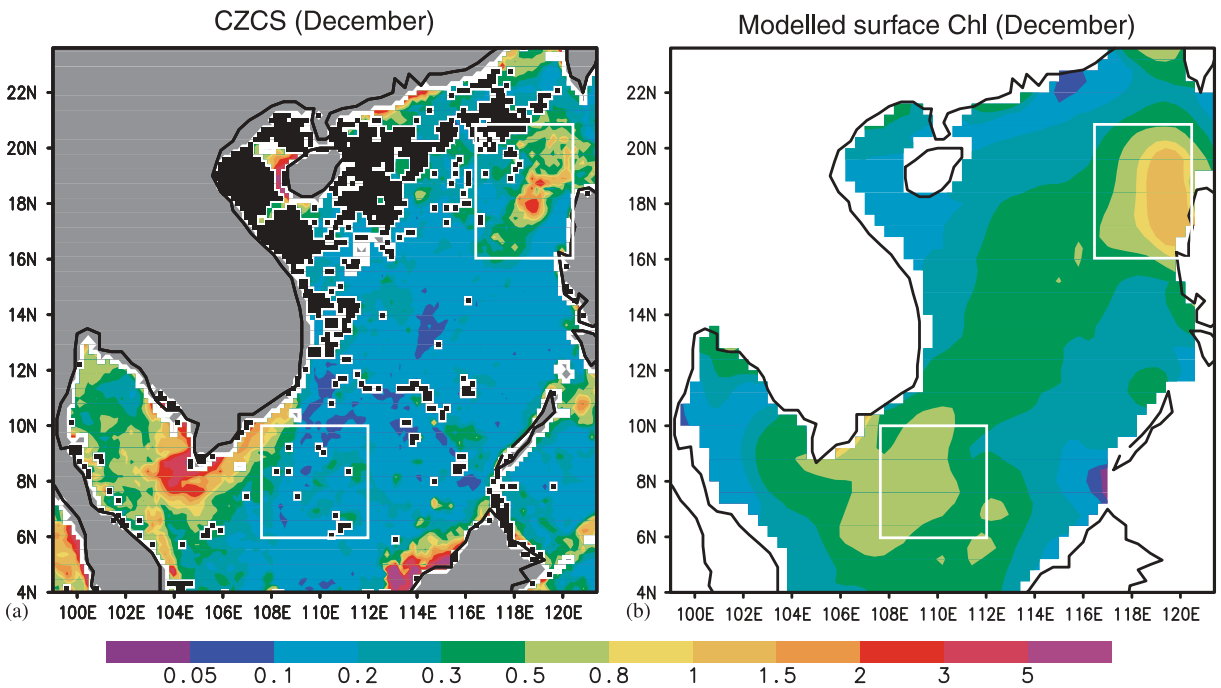 CZCS (December)
Modelled surface Chl (December)
22N
20N
18N
16N
14N
12N
10N
8N
6N
4N
22N
20N
18N
16N
14N
12N
10N
8N
6N
4N
(a)
100E 102E 104E 106E 108E 110E 112E 114E 116E 118E 120E
(b)
100E 102E 104E 106E 108E 110E 112E 114E 116E 118E 120E
0.05 0.1 0.2 0.3 0.5 0.8 1 1.5 2 3 5